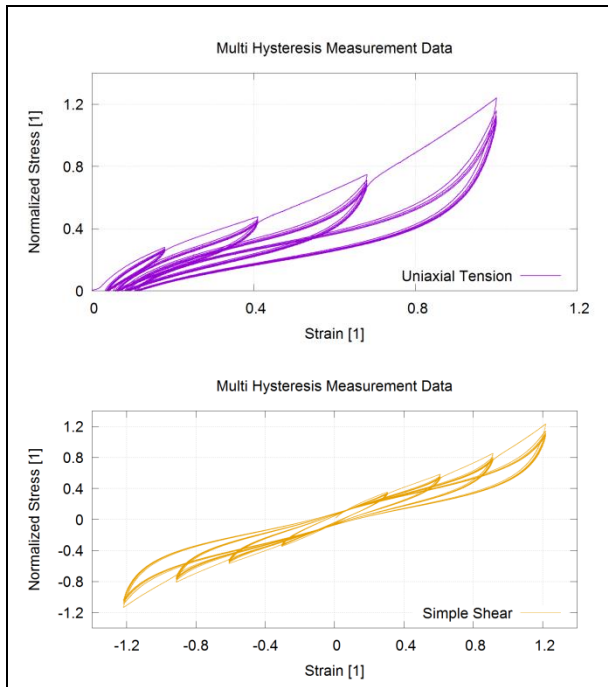 Multi Hysteresis Measurement Data
1.2
0.8
0.4
0
Normalized Stress [1]
Uniaxial Tension
0 0.4 0.8 1.2
Strain [1]
Multi Hysteresis Measurement Data
1.2
0.8
0.4
0
-0.4
-0.8
-1.2
Normalized Stress [1]
Simple Shear
-1.2 -0.8 -0.4 0 0.4 0.8 1.2
Strain [1]